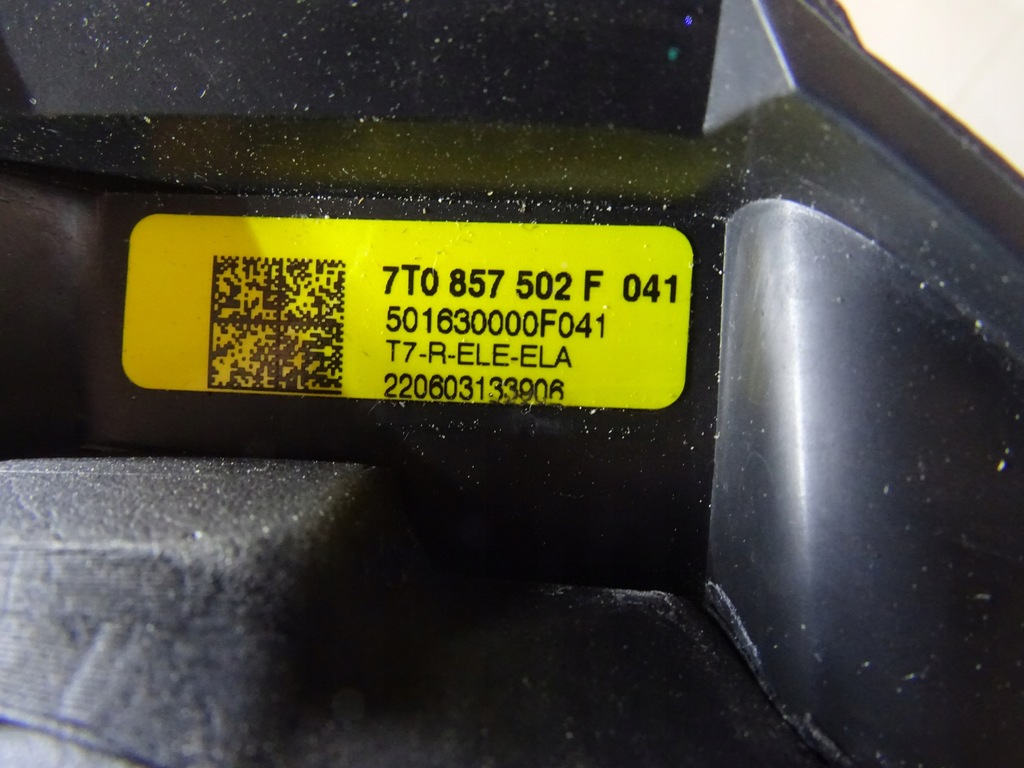 7T0 857 502 F 041
501630000F041
T7-R-ELE-ELA
220603133906